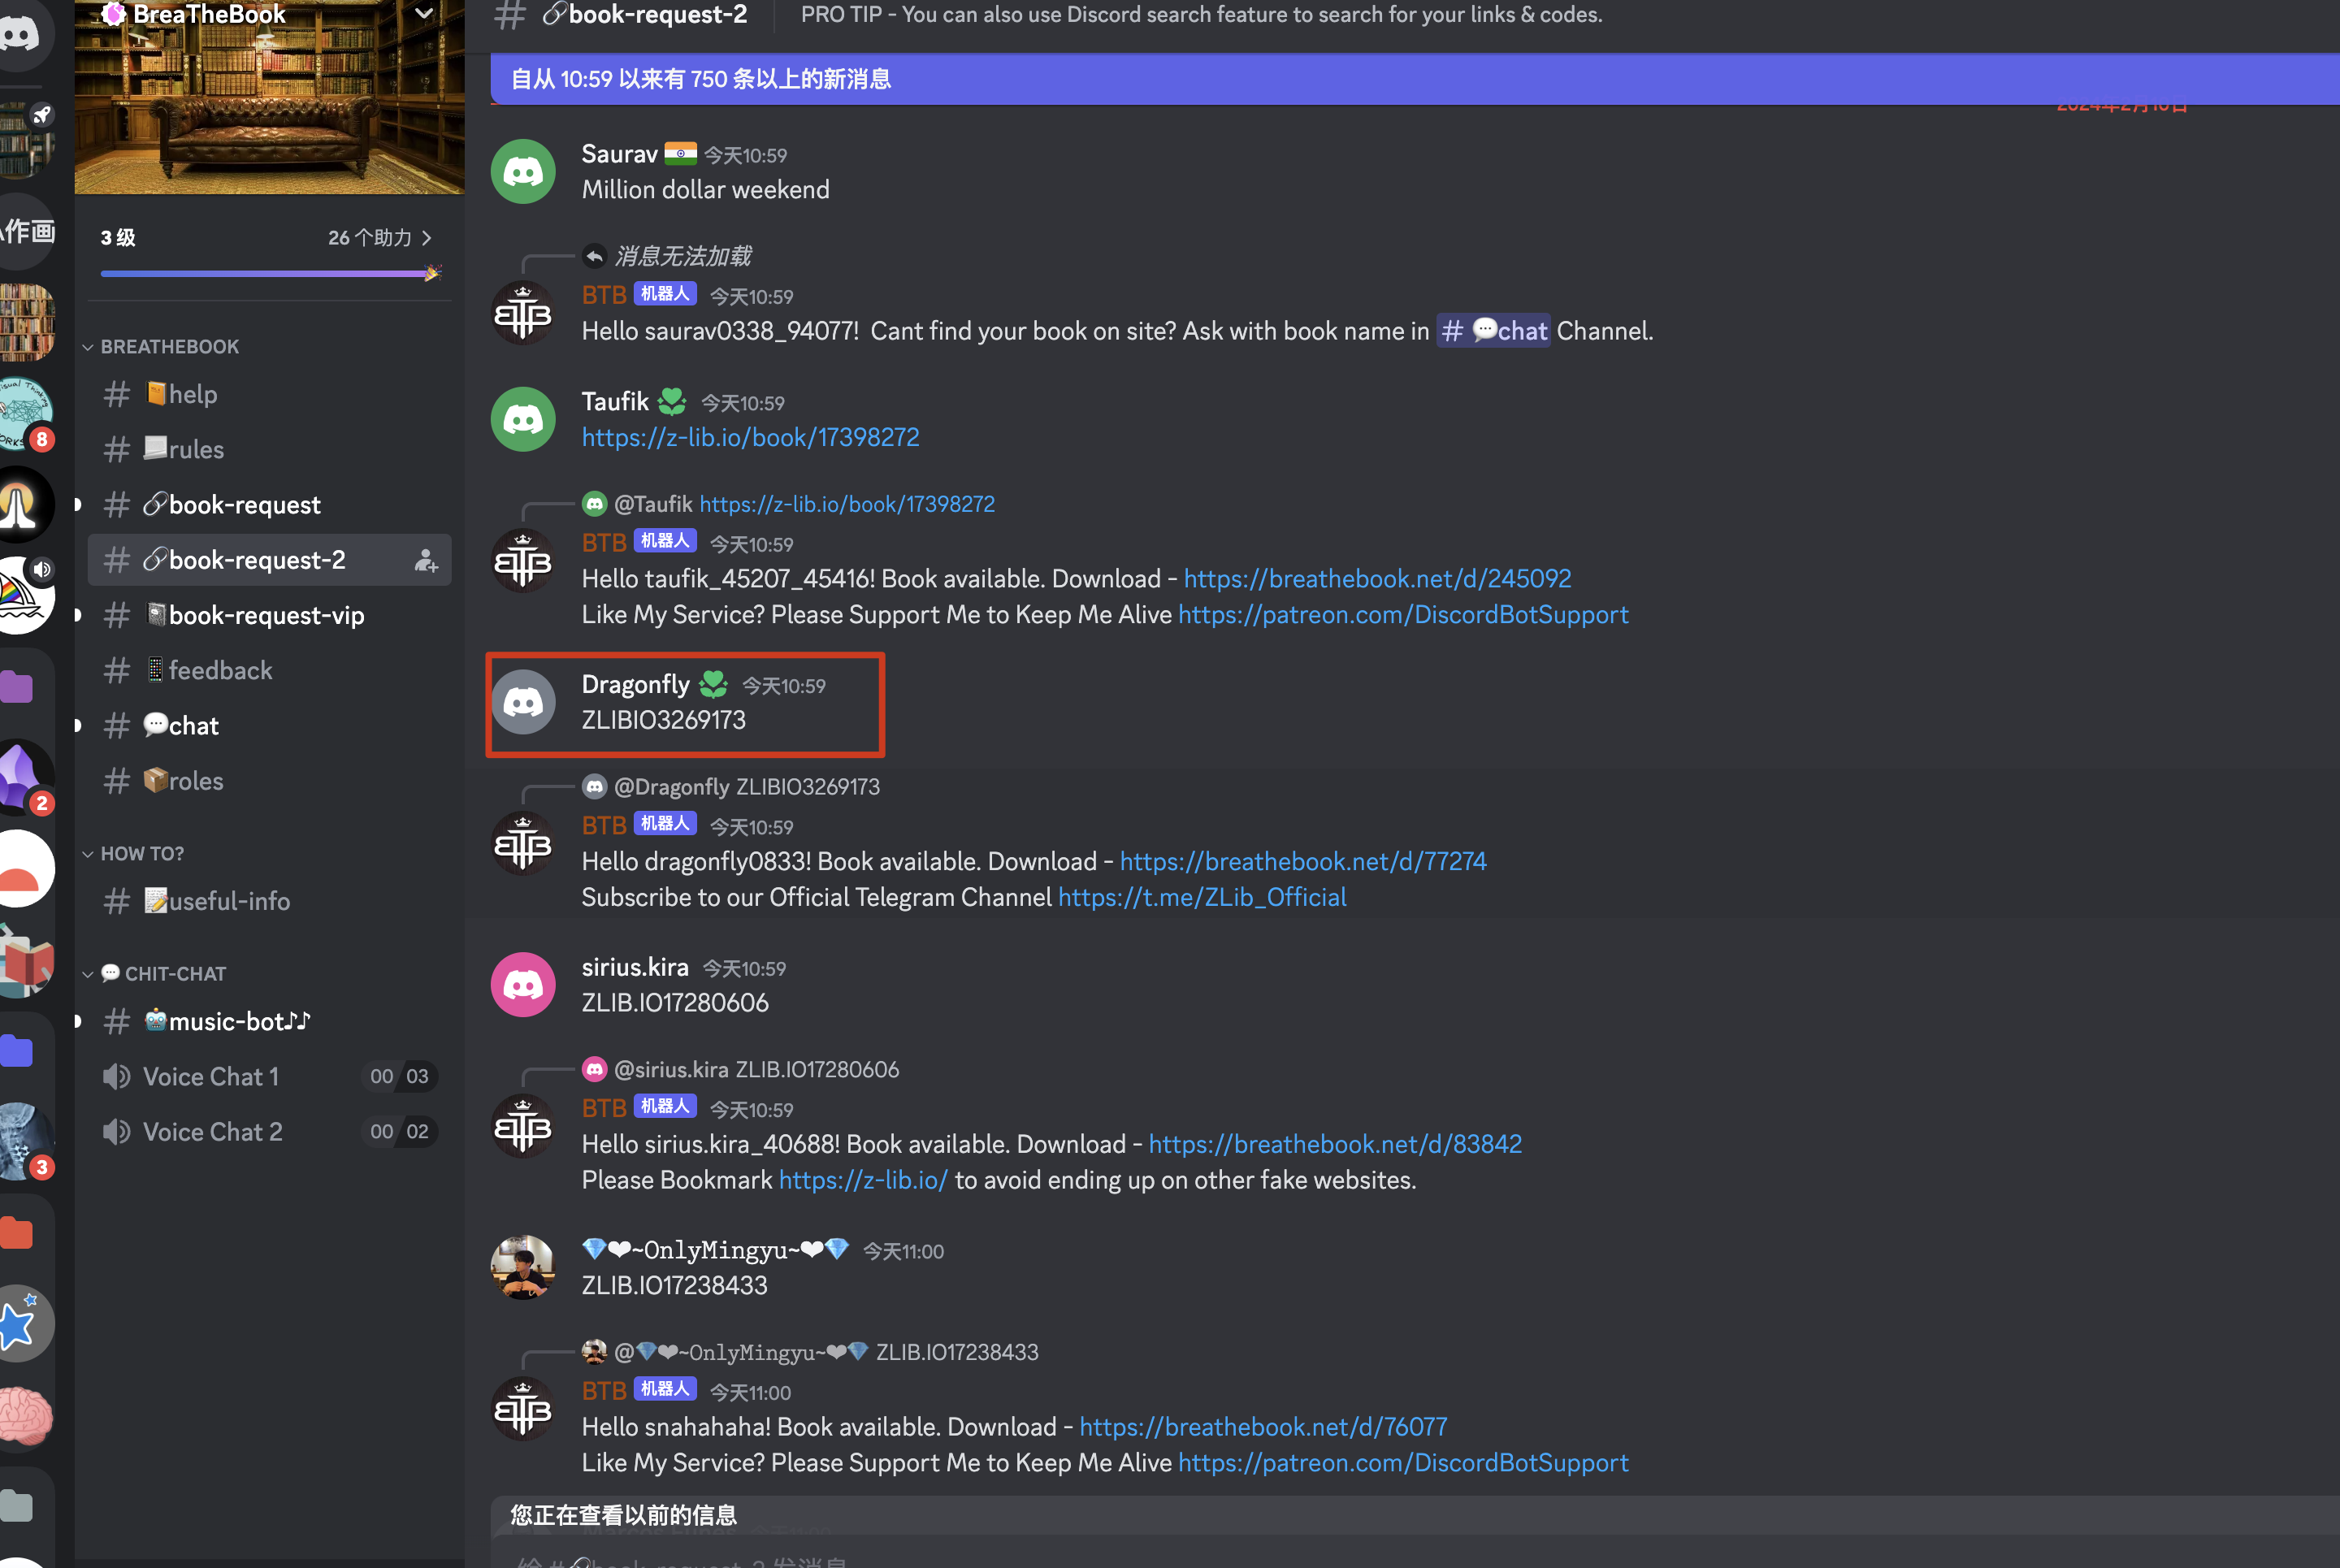 BreaTheBook
3 级
26 个助力
BREATHEBOOK
help
rules
book-request
book-request-2
book-request-vip
feedback
chat
roles
HOW TO?
useful-info
CHIT-CHAT
music-bot♪♪
Voice Chat 1 00 03
Voice Chat 2 00 02
作画
8
2
3
# book-request-2 PRO TIP - You can also use Discord search feature to search for your links & codes.
自从 10:59 以来有 750 条以上的新消息
2024年2月16日
Saurav 今天10:59
Million dollar weekend
消息无法加载
BTB 机器人 今天10:59
Hello saurav0338_94077! Cant find your book on site? Ask with book name in # chat Channel.
Taufik 今天10:59
https://z-lib.io/book/17398272
@Taufik https://z-lib.io/book/17398272
BTB 机器人 今天10:59
Hello taufik_45207_45416! Book available. Download - https://breathebook.net/d/245092
Like My Service? Please Support Me to Keep Me Alive https://patreon.com/DiscordBotSupport
Dragonfly 今天10:59
ZLIBIO3269173
@Dragonfly ZLIBIO3269173
BTB 机器人 今天10:59
Hello dragonfly0833! Book available. Download - https://breathebook.net/d/77274
Subscribe to our Official Telegram Channel https://t.me/ZLib_Official
sirius.kira 今天10:59
ZLIB.IO17280606
@sirius.kira ZLIB.IO17280606
BTB 机器人 今天10:59
Hello sirius.kira_40688! Book available. Download - https://breathebook.net/d/83842
Please Bookmark https://z-lib.io/ to avoid ending up on other fake websites.
💎❤~OnlyMingyu~❤💎 今天11:00
ZLIB.IO17238433
@💎❤~OnlyMingyu~❤💎 ZLIB.IO17238433
BTB 机器人 今天11:00
Hello snahahaha! Book available. Download - https://breathebook.net/d/76077
Like My Service? Please Support Me to Keep Me Alive https://patreon.com/DiscordBotSupport
您正在查看以前的信息